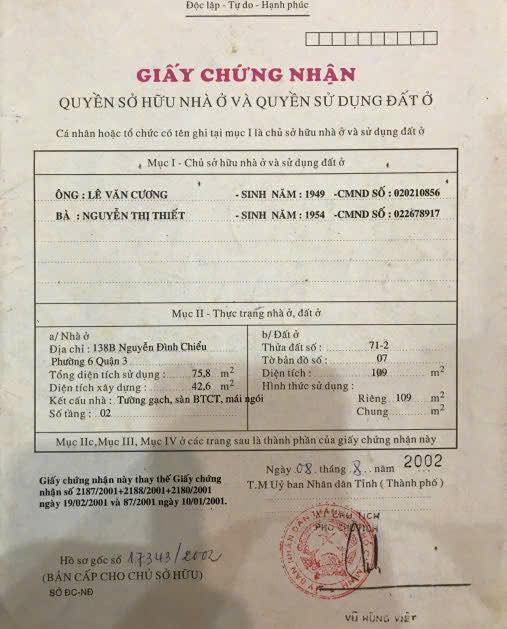 Độc lập - Tự do - Hạnh phúc
GIẤY CHỨNG NHẬN
QUYỀN SỞ HỮU NHÀ Ở VÀ QUYỀN SỬ DỤNG ĐẤT Ở
Cá nhân hoặc tổ chức có tên ghi tại mục I là chủ sở hữu nhà ở và sử dụng đất ở
Mục I - Chủ sở hữu nhà ở và sử dụng đất ở
ÔNG : LÊ VĂN CƯƠNG - SINH NĂM : 1949 -CMND SỐ : 020210856
BÀ : NGUYỄN THỊ THIẾT - SINH NĂM : 1954 -CMND SỐ : 022678917
Mục II - Thực trạng nhà ở, đất ở
a/ Nhà ở
Địa chỉ : 138B Nguyễn Đình Chiểu
Phường 6 Quận 3
Tổng diện tích sử dụng : 75,8 m²
Diện tích xây dựng : 42,6 m²
Kết cấu nhà : Tường gạch, sàn BTCT, mái ngói
Số tầng : 02
b/ Đất ở
Thửa đất số : 71-2
Tờ bản đồ số : 07
Diện tích : 109 m²
Hình thức sử dụng :
Riêng 109 m²
Chung m²
Mục IIc, Mục III, Mục IV ở các trang sau là thành phần của giấy chứng nhận này
Giấy chứng nhận này thay thế Giấy chứng
nhận số 2187/2001+2188/2001+2180/2001
ngày 19/02/2001 và 87/2001 ngày 10/01/2001.
Ngày 08 tháng 8 năm 2002
T.M Uỷ ban Nhân dân Tỉnh ( Thành phố )
PHÓ CHỦ TỊCH
Hồ sơ gốc số 17343/2002
(BẢN CẤP CHO CHỦ SỞ HỮU)
SỞ ĐC-NĐ
VŨ HÙNG VIỆT